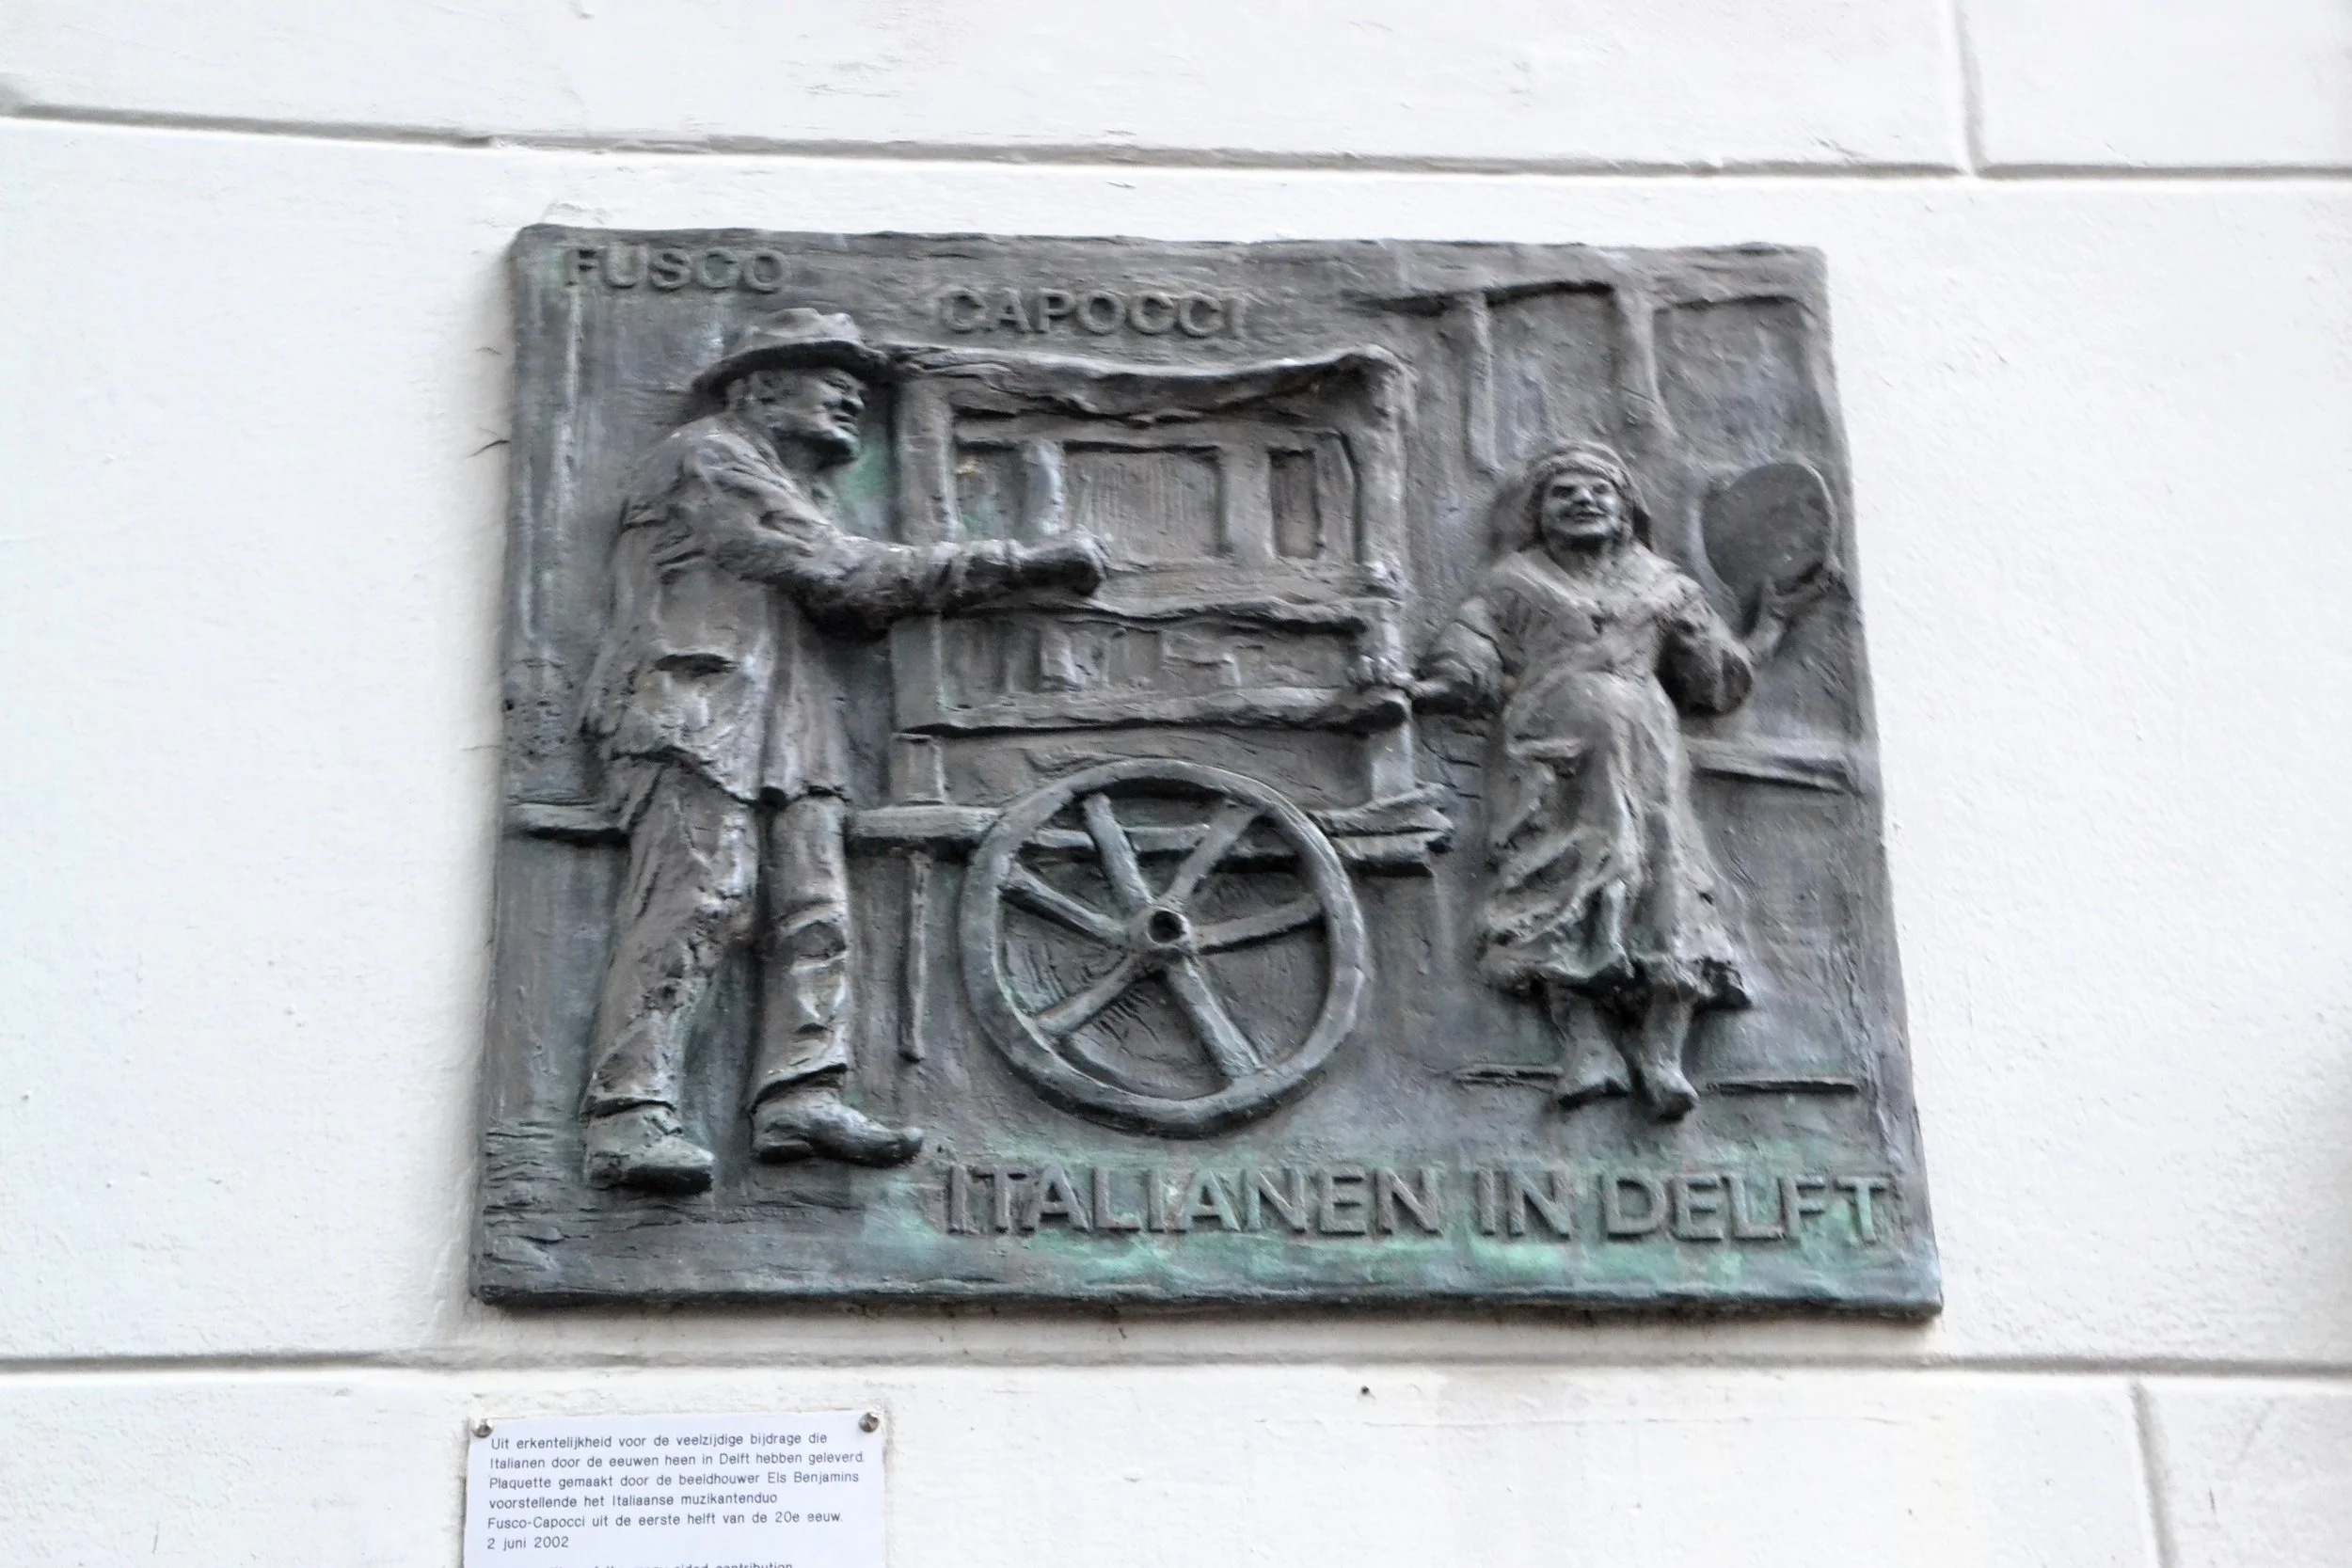 FUSCO
CAPOCCI
ITALIANEN IN DELFT
Uit erkentelijkheid voor de veelzijdige bijdrage die
Italianen door de eeuwen heen in Delft hebben geleverd.
Plaquette gemaakt door de beeldhouwer Els Benjamins
voorstellende het Italiaanse muzikantenduo
Fusco-Capocci uit de eerste helft van de 20e eeuw.
2 juni 2002
contribution